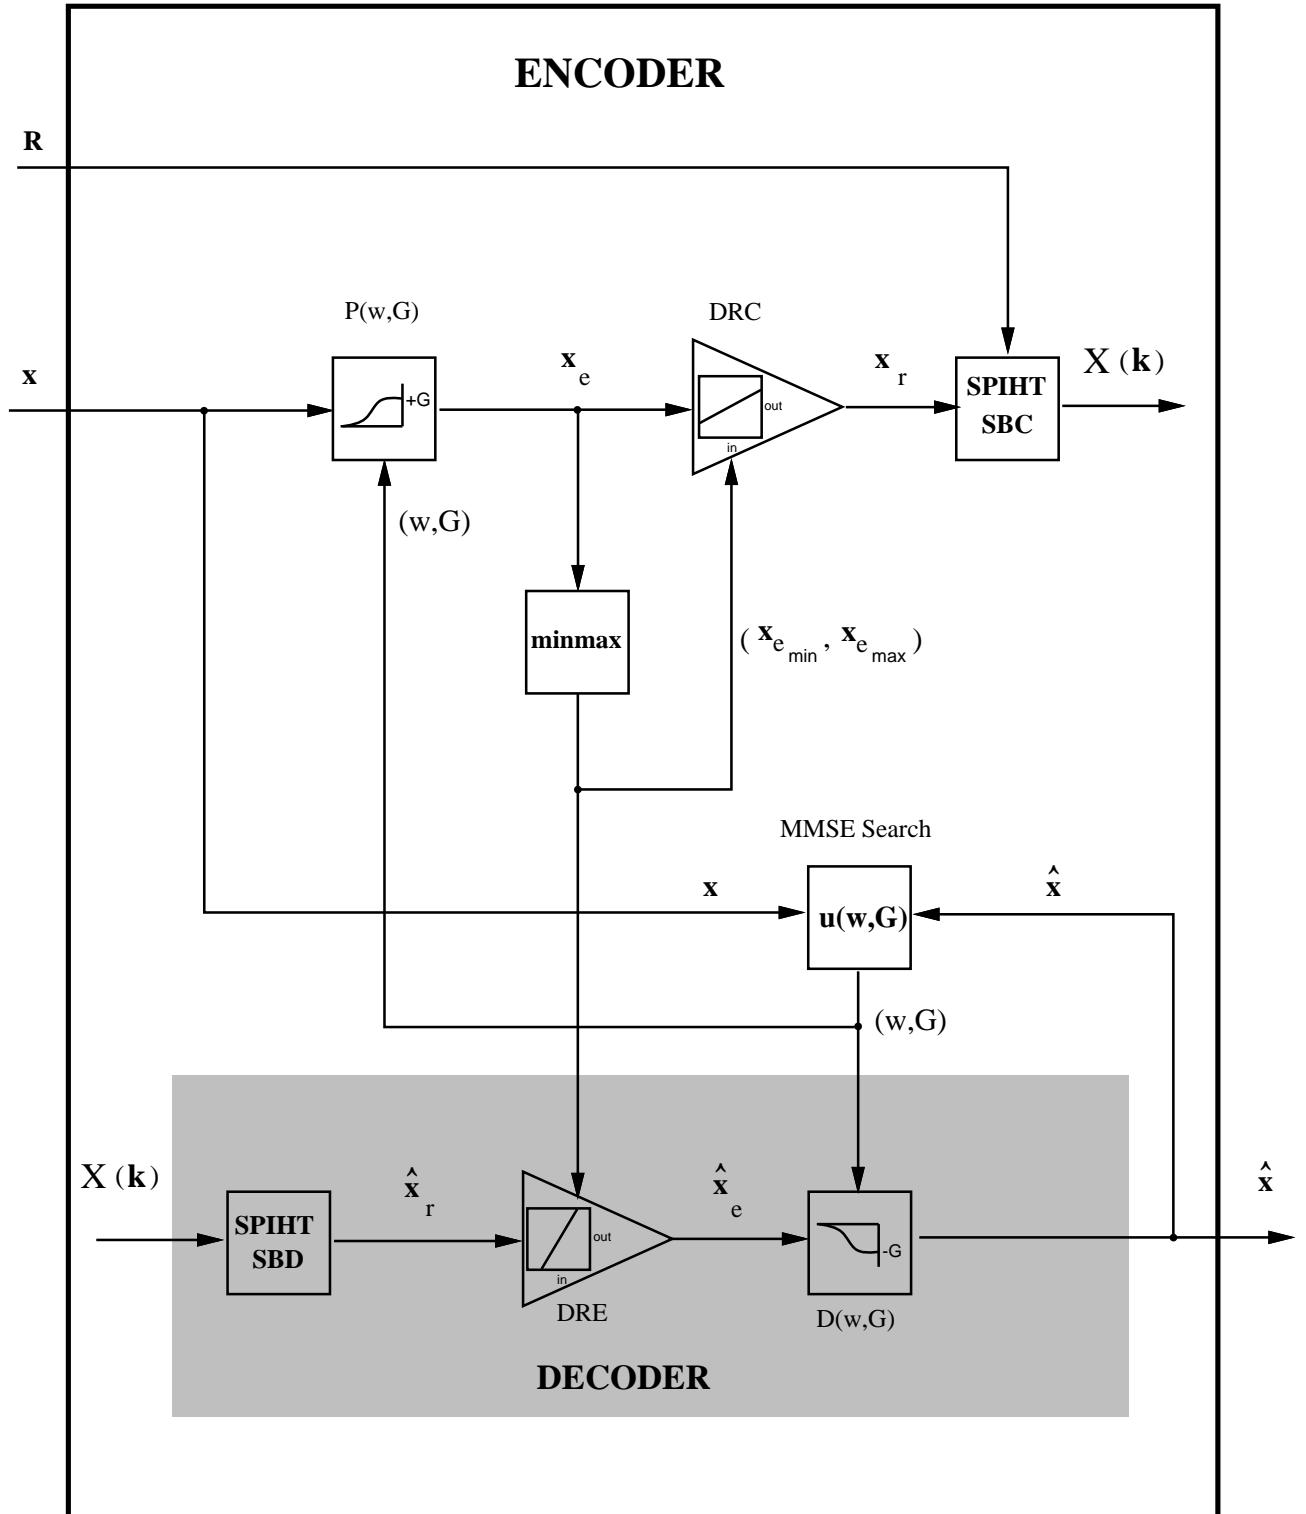 ENCODER
R
P(w,G)
DRC
x
+G
x e
out
in
x r
SPIHT
SBC
X (k)
(w,G)
minmax
( x e min , x e max )
MMSE Search
x
u(w,G)
x̂
(w,G)
X (k)
SPIHT
SBD
x̂ r
out
in
DRE
x̂ e
-G
D(w,G)
x̂
DECODER